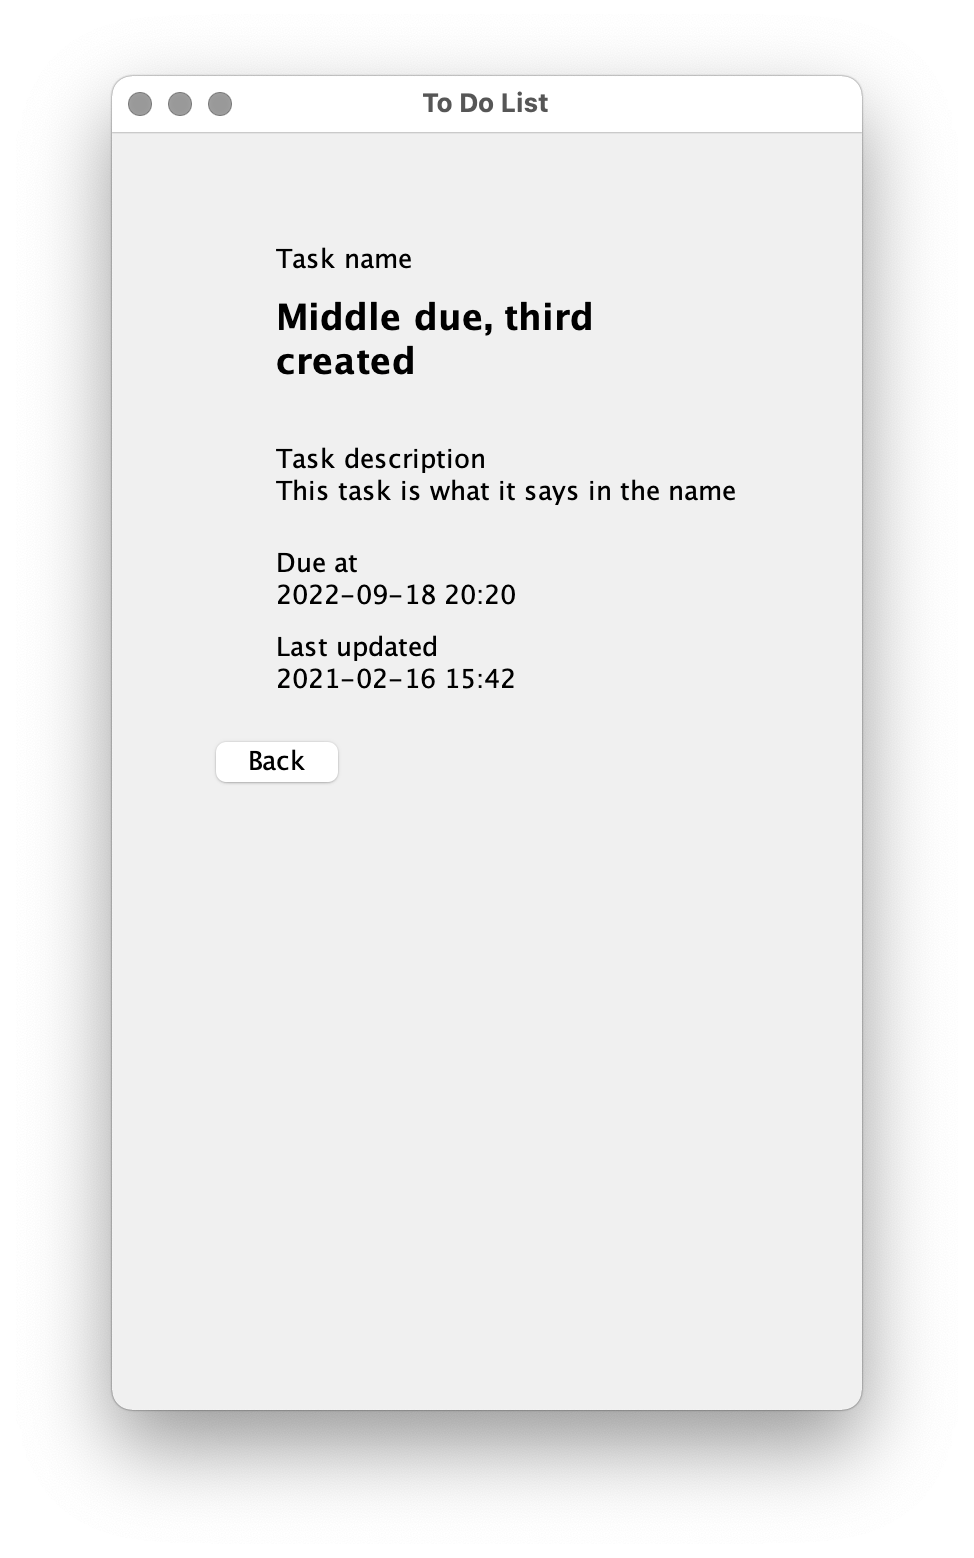 To Do List
Task name
Middle due, third
created
Task description
This task is what it says in the name
Due at
2022-09-18 20:20
Last updated
2021-02-16 15:42
Back